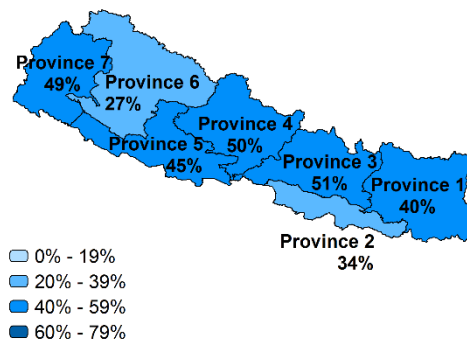 Province 7
49%
Province 6
27%
Province 4
50%
Province 5
45%
Province 3
51%
Province 1
40%
Province 2
34%
0% - 19%
20% - 39%
40% - 59%
60% - 79%